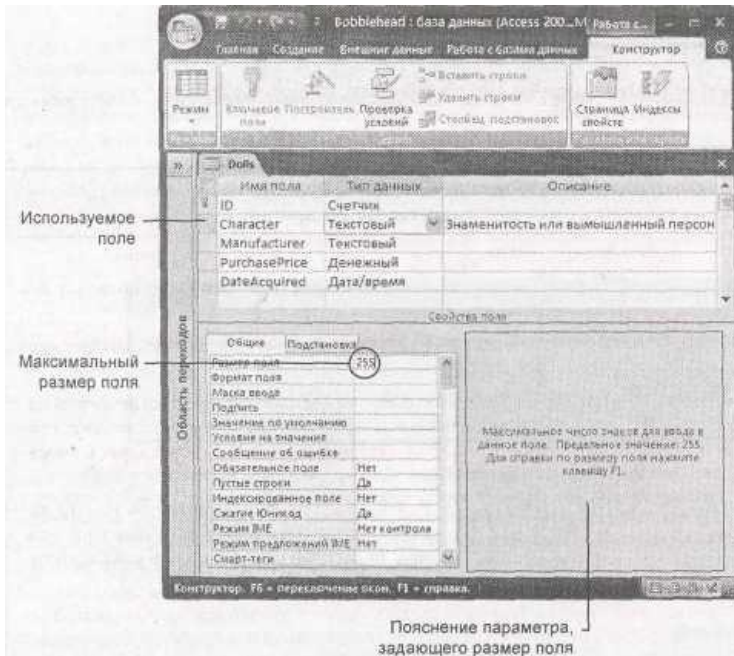 Bobblehead : база данных (Access 200... Работа с...
Главная Создание Внешние данные Работа с базами данных Конструктор
Режим
Ключевое поле
Построитель
Проверка условий
Вставить строки
Удалить строки
Столбец подстановок
Страница свойств
Индексы
Dolls
Имя поля Тип данных Описание
ID Счетчик
Character Текстовый Знаменитость или вымышленный персон
Manufacturer Текстовый
PurchasePrice Денежный
DateAcquired Дата/время
Используемое
поле
Свойства поля
Область переходов
Общие Подстановка
Максимальный
размер поля
Размер поля 255
Формат поля
Маска ввода
Подпись
Значение по умолчанию
Условие на значение
Сообщение об ошибке
Обязательное поле Нет
Пустые строки Да
Индексированное поле Нет
Сжатие Юникод Да
Режим IME Нет контроля
Режим предложений IME Нет
Смарт-теги
Максимальное число знаков для ввода в
данное поле. Предельное значение: 255.
Для справки по размеру поля нажмите
клавишу F1.
Конструктор. F6 = переключение окон. F1 = справка.
Пояснение параметра,
задающего размер поля